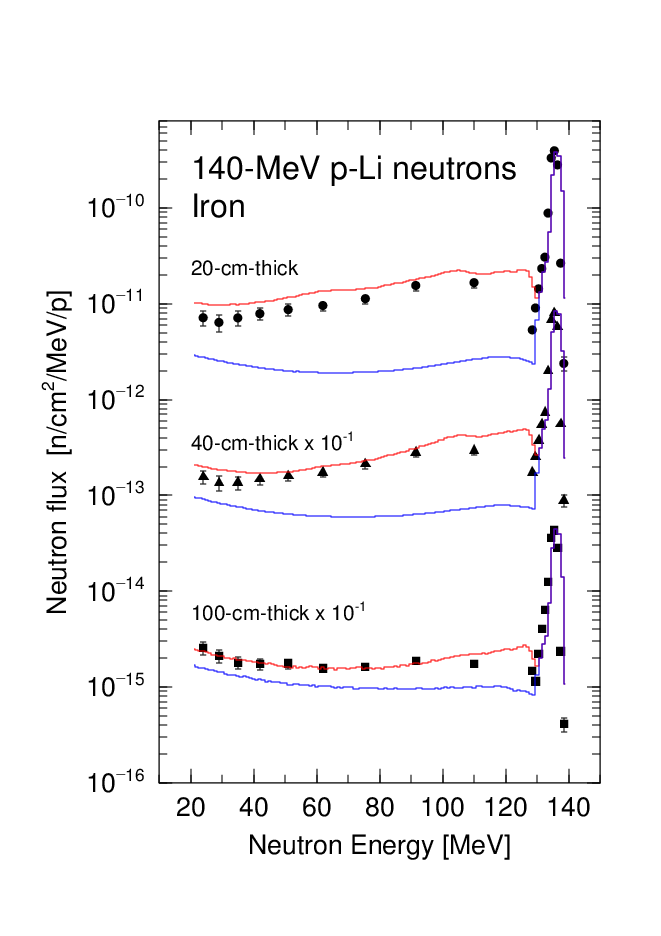 140-MeV p-Li neutrons
Iron
20-cm-thick
40-cm-thick x 10⁻¹
100-cm-thick x 10⁻¹
Neutron flux [n/cm²/MeV/p]
10⁻¹⁰
10⁻¹¹
10⁻¹²
10⁻¹³
10⁻¹⁴
10⁻¹⁵
10⁻¹⁶
20 40 60 80 100 120 140
Neutron Energy [MeV]